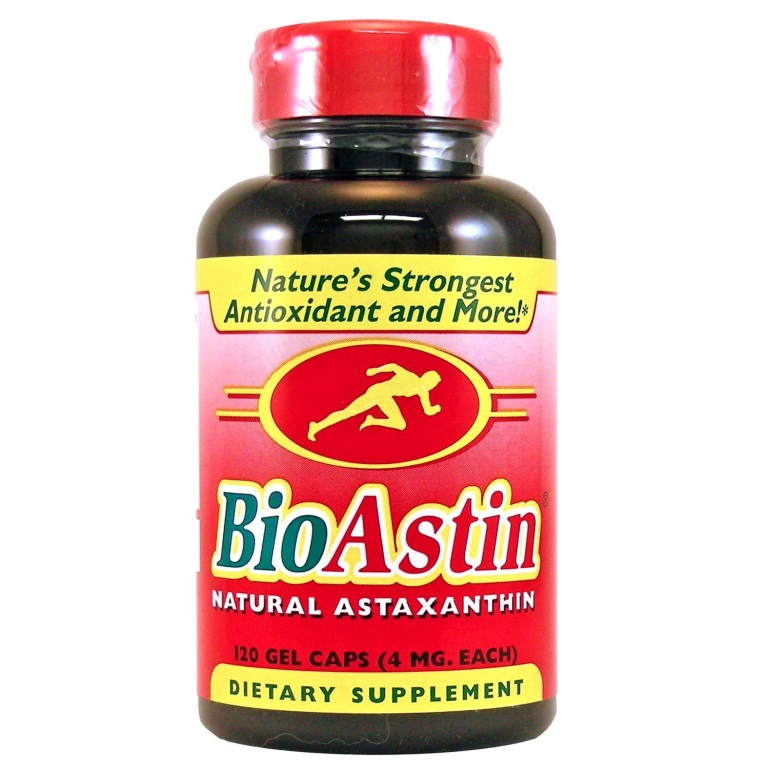 Nature's Strongest
Antioxidant and More!*
BioAstin®
NATURAL ASTAXANTHIN
120 GEL CAPS (4 MG. EACH)
DIETARY SUPPLEMENT